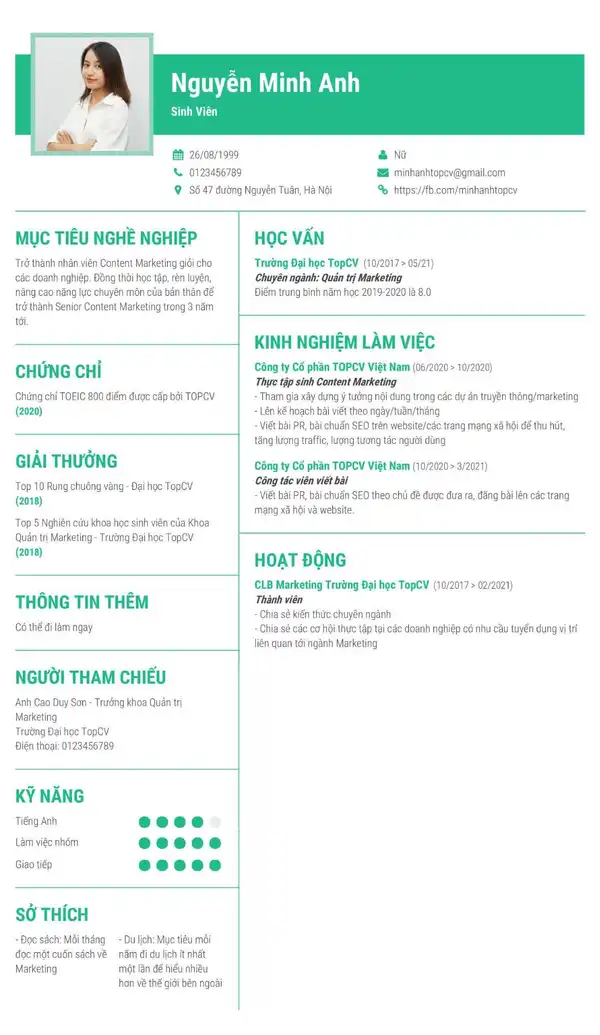 Nguyễn Minh Anh
Sinh Viên
26/08/1999
Nữ
0123456789
minhanhtopcv@gmail.com
Số 47 đường Nguyễn Tuân, Hà Nội
https://fb.com/minhanhtopcv
MỤC TIÊU NGHỀ NGHIỆP
Trở thành nhân viên Content Marketing giỏi cho
các doanh nghiệp. Đồng thời học tập, rèn luyện,
nâng cao năng lực chuyên môn của bản thân để
trở thành Senior Content Marketing trong 3 năm
tới.
CHỨNG CHỈ
Chứng chỉ TOEIC 800 điểm được cấp bởi TOPCV
(2020)
GIẢI THƯỞNG
Top 10 Rung chuông vàng - Đại học TopCV
(2018)
Top 5 Nghiên cứu khoa học sinh viên của Khoa
Quản trị Marketing - Trường Đại học TopCV
(2018)
THÔNG TIN THÊM
Có thể đi làm ngay
NGƯỜI THAM CHIẾU
Anh Cao Duy Sơn - Trưởng khoa Quản trị
Marketing
Trường Đại học TopCV
Điện thoại: 0123456789
KỸ NĂNG
Tiếng Anh
Làm việc nhóm
Giao tiếp
SỞ THÍCH
- Đọc sách: Mỗi tháng
đọc một cuốn sách về
Marketing
- Du lịch: Mục tiêu mỗi
năm đi du lịch ít nhất
một lần để hiểu nhiều
hơn về thế giới bên ngoài
HỌC VẤN
Trường Đại học TopCV (10/2017 > 05/21)
Chuyên ngành: Quản trị Marketing
Điểm trung bình năm học 2019-2020 là 8.0
KINH NGHIỆM LÀM VIỆC
Công ty Cổ phần TOPCV Việt Nam (06/2020 > 10/2020)
Thực tập sinh Content Marketing
- Tham gia xây dựng ý tưởng nội dung trong các dự án truyền thông/marketing
- Lên kế hoạch bài viết theo ngày/tuần/tháng
- Viết bài PR, bài chuẩn SEO trên website/các trang mạng xã hội để thu hút,
tăng lượng traffic, lượng tương tác người dùng
Công ty Cổ phần TOPCV Việt Nam (10/2020 > 3/2021)
Công tác viên viết bài
- Viết bài PR, bài chuẩn SEO theo chủ đề được đưa ra, đăng bài lên các trang
mạng xã hội và website.
HOẠT ĐỘNG
CLB Marketing Trường Đại học TopCV (10/2017 > 02/2021)
Thành viên
- Chia sẻ kiến thức chuyên ngành
- Chia sẻ các cơ hội thực tập tại các doanh nghiệp có nhu cầu tuyển dụng vị trí
liên quan tới ngành Marketing